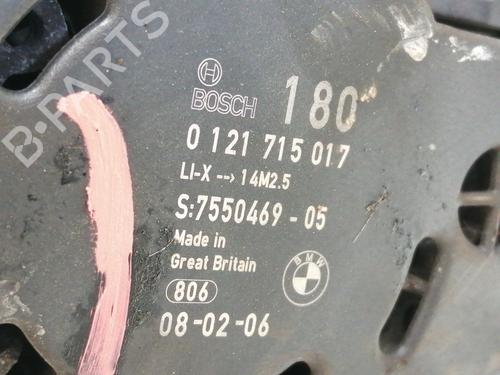 B-PARTS
BOSCH 180
0 121 715 017
LI-X --> 14M2.5
S:7550469-05
Made in
Great Britain
BMW
806
08-02-06